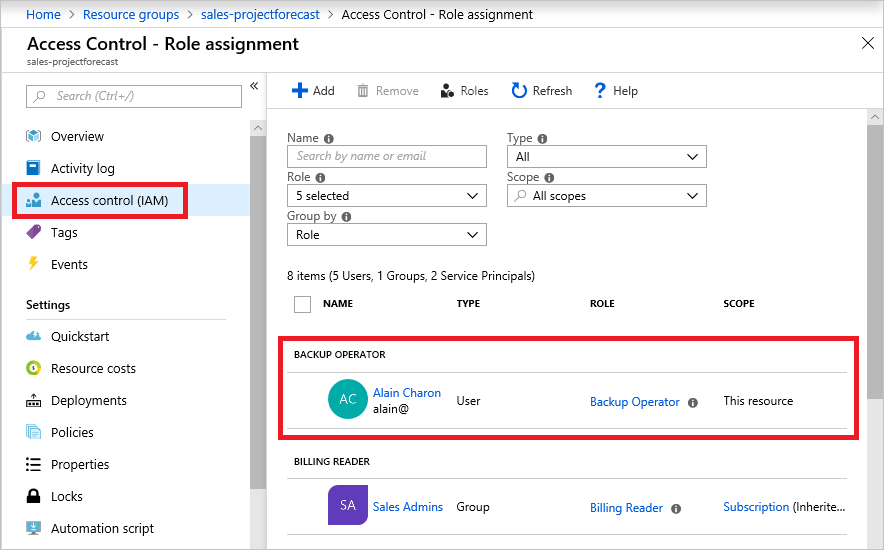 Home > Resource groups > sales-projectforecast > Access Control - Role assignment
Access Control - Role assignment
sales-projectforecast
Search (Ctrl+/)
Overview
Activity log
Access control (IAM)
Tags
Events
Settings
Quickstart
Resource costs
Deployments
Policies
Properties
Locks
Automation script
Add Remove Roles Refresh Help
Name Type
Search by name or email All
Role Scope
5 selected All scopes
Group by
Role
8 items (5 Users, 1 Groups, 2 Service Principals)
NAME TYPE ROLE SCOPE
BACKUP OPERATOR
AC Alain Charon User Backup Operator This resource
alain@
BILLING READER
SA Sales Admins Group Billing Reader Subscription (Inherite...